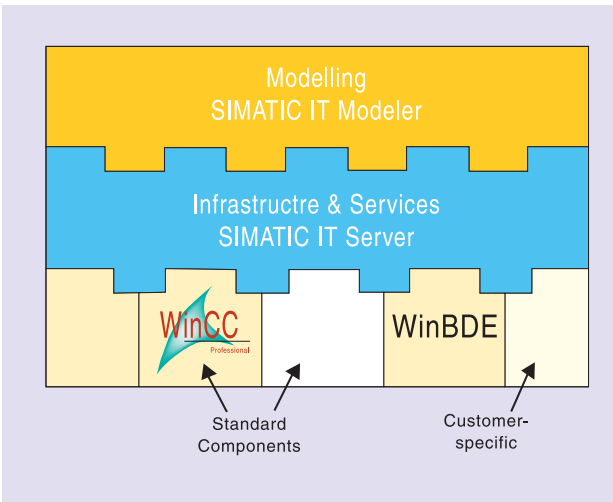 Modelling
SIMATIC IT Modeler
Infrastructre & Services
SIMATIC IT Server
WinCC
Professional
WinBDE
Standard
Components
Customer-
specific